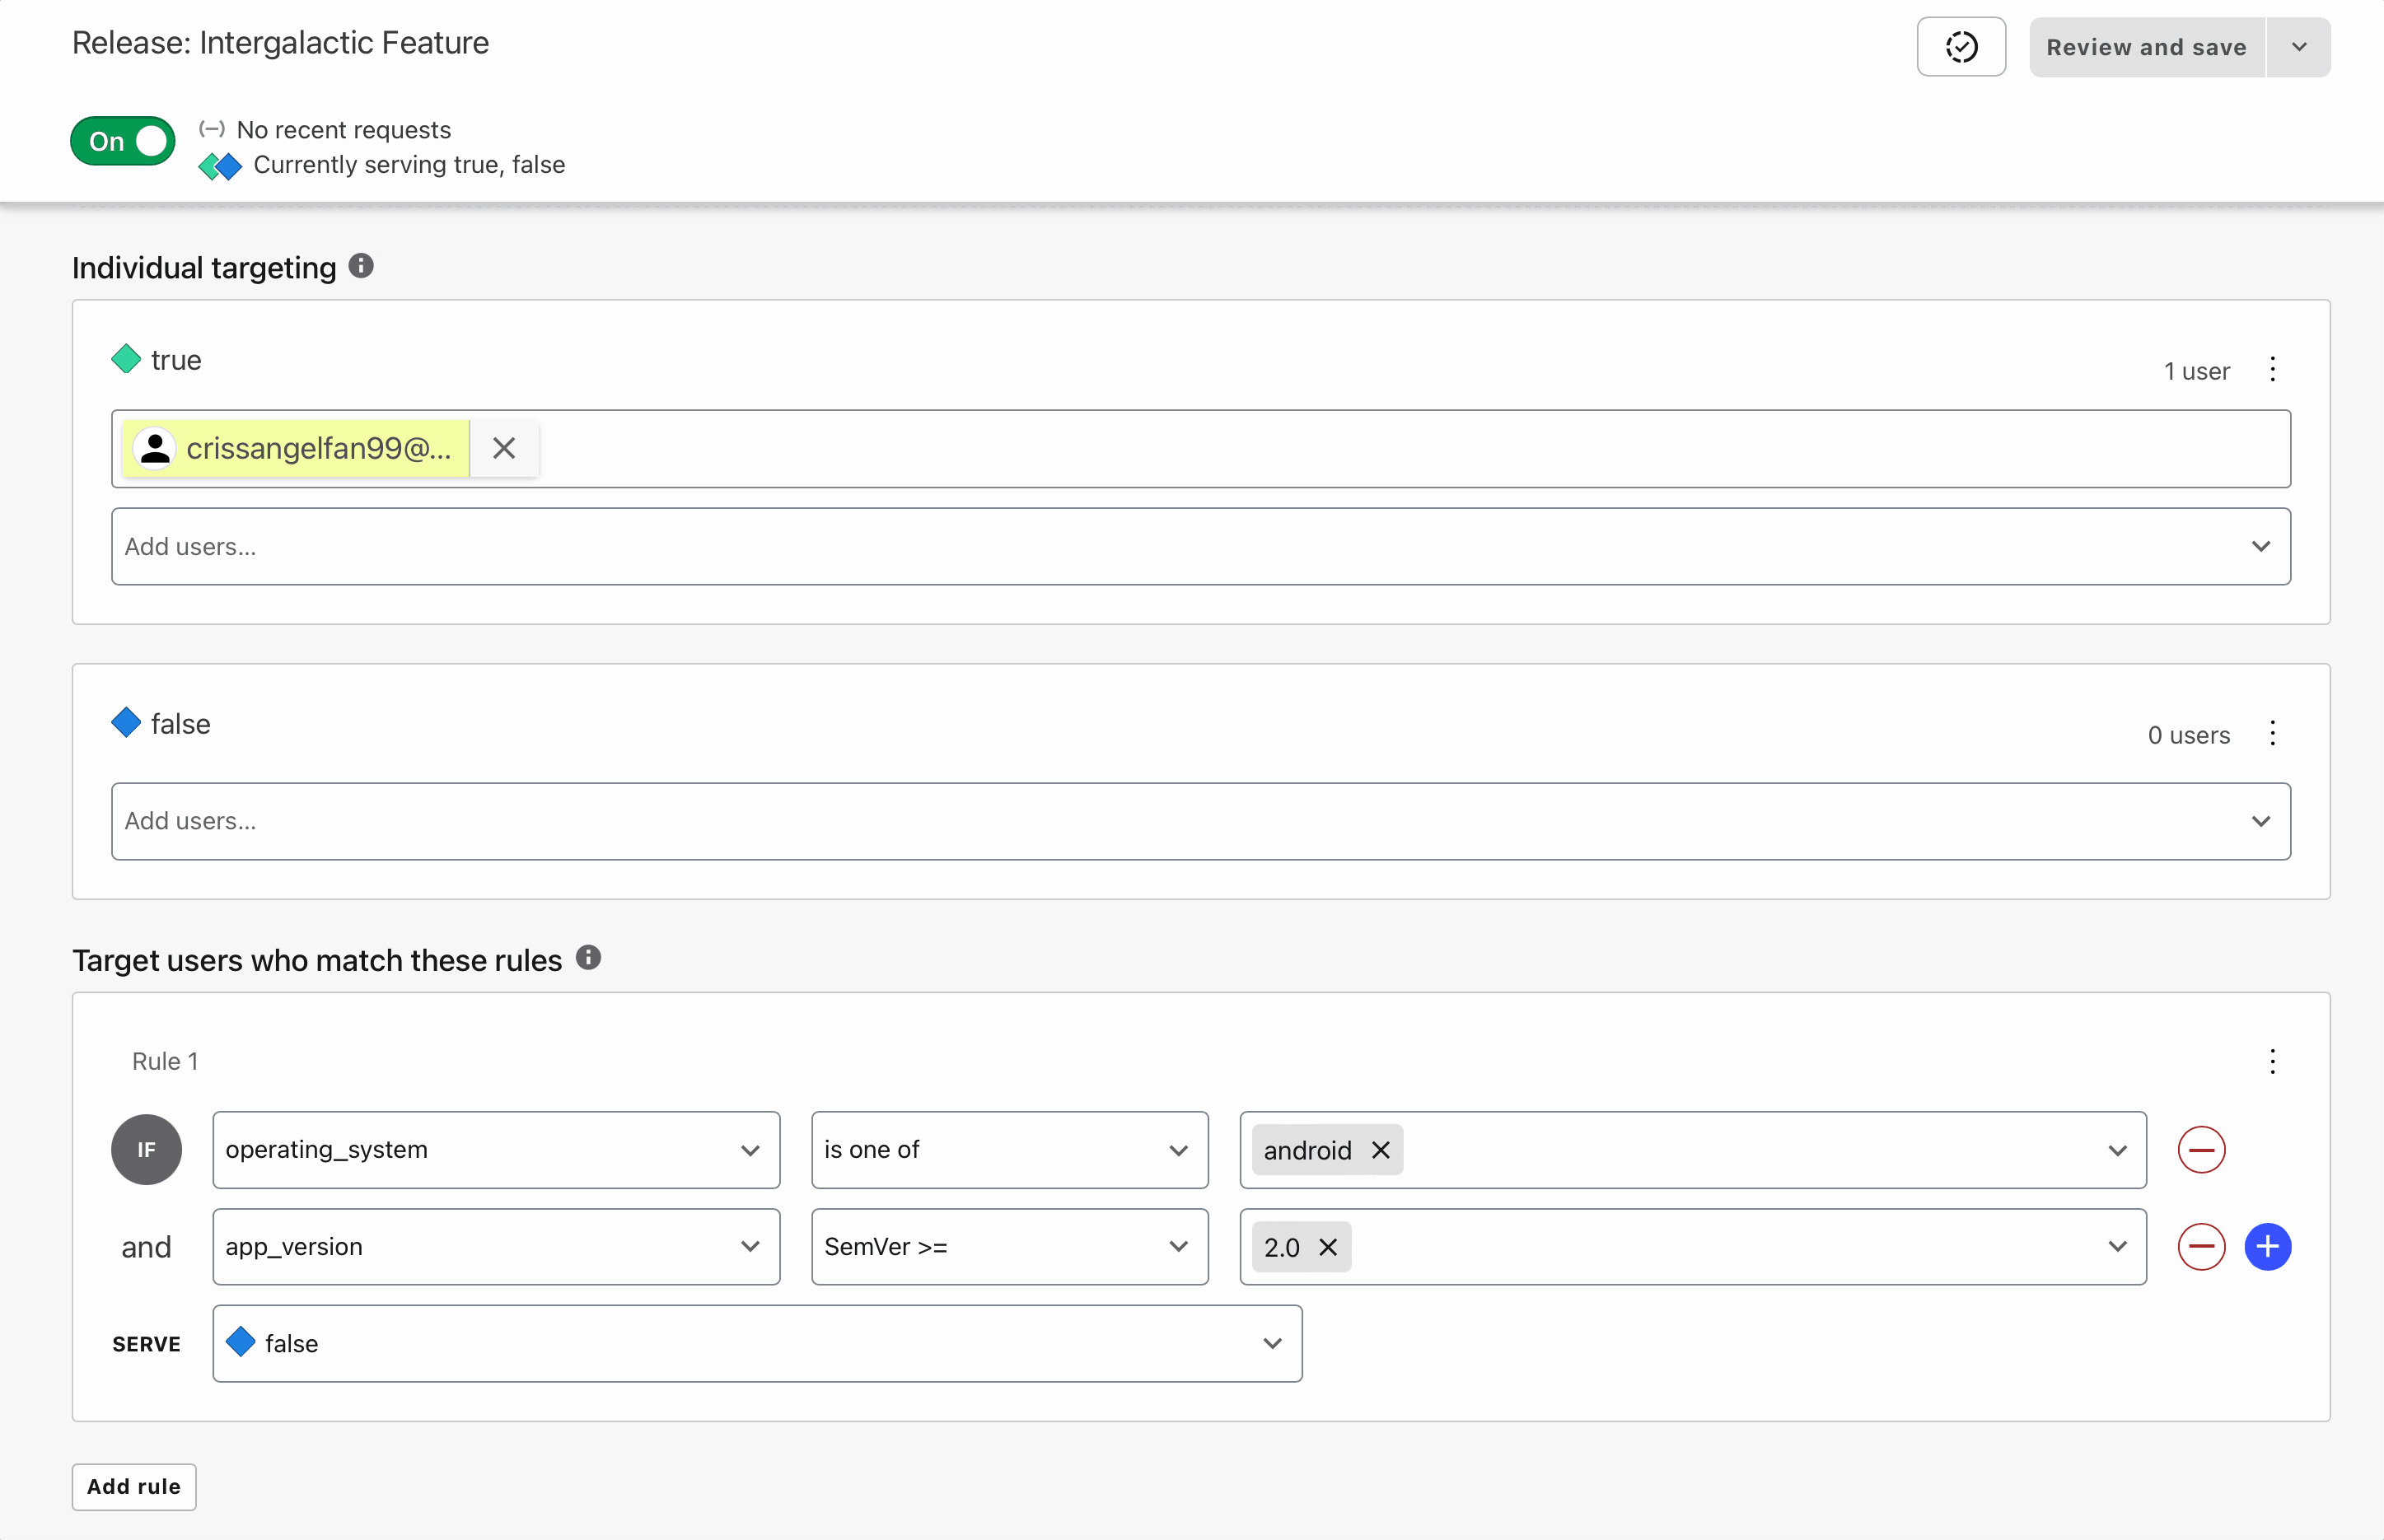 Release: Intergalactic Feature
Review and save
On
No recent requests
Currently serving true, false
Individual targeting
true
1 user
crissangelfan99@...
Add users...
false
0 users
Add users...
Target users who match these rules
Rule 1
IF operating_system is one of android
and app_version SemVer >= 2.0
SERVE false
Add rule